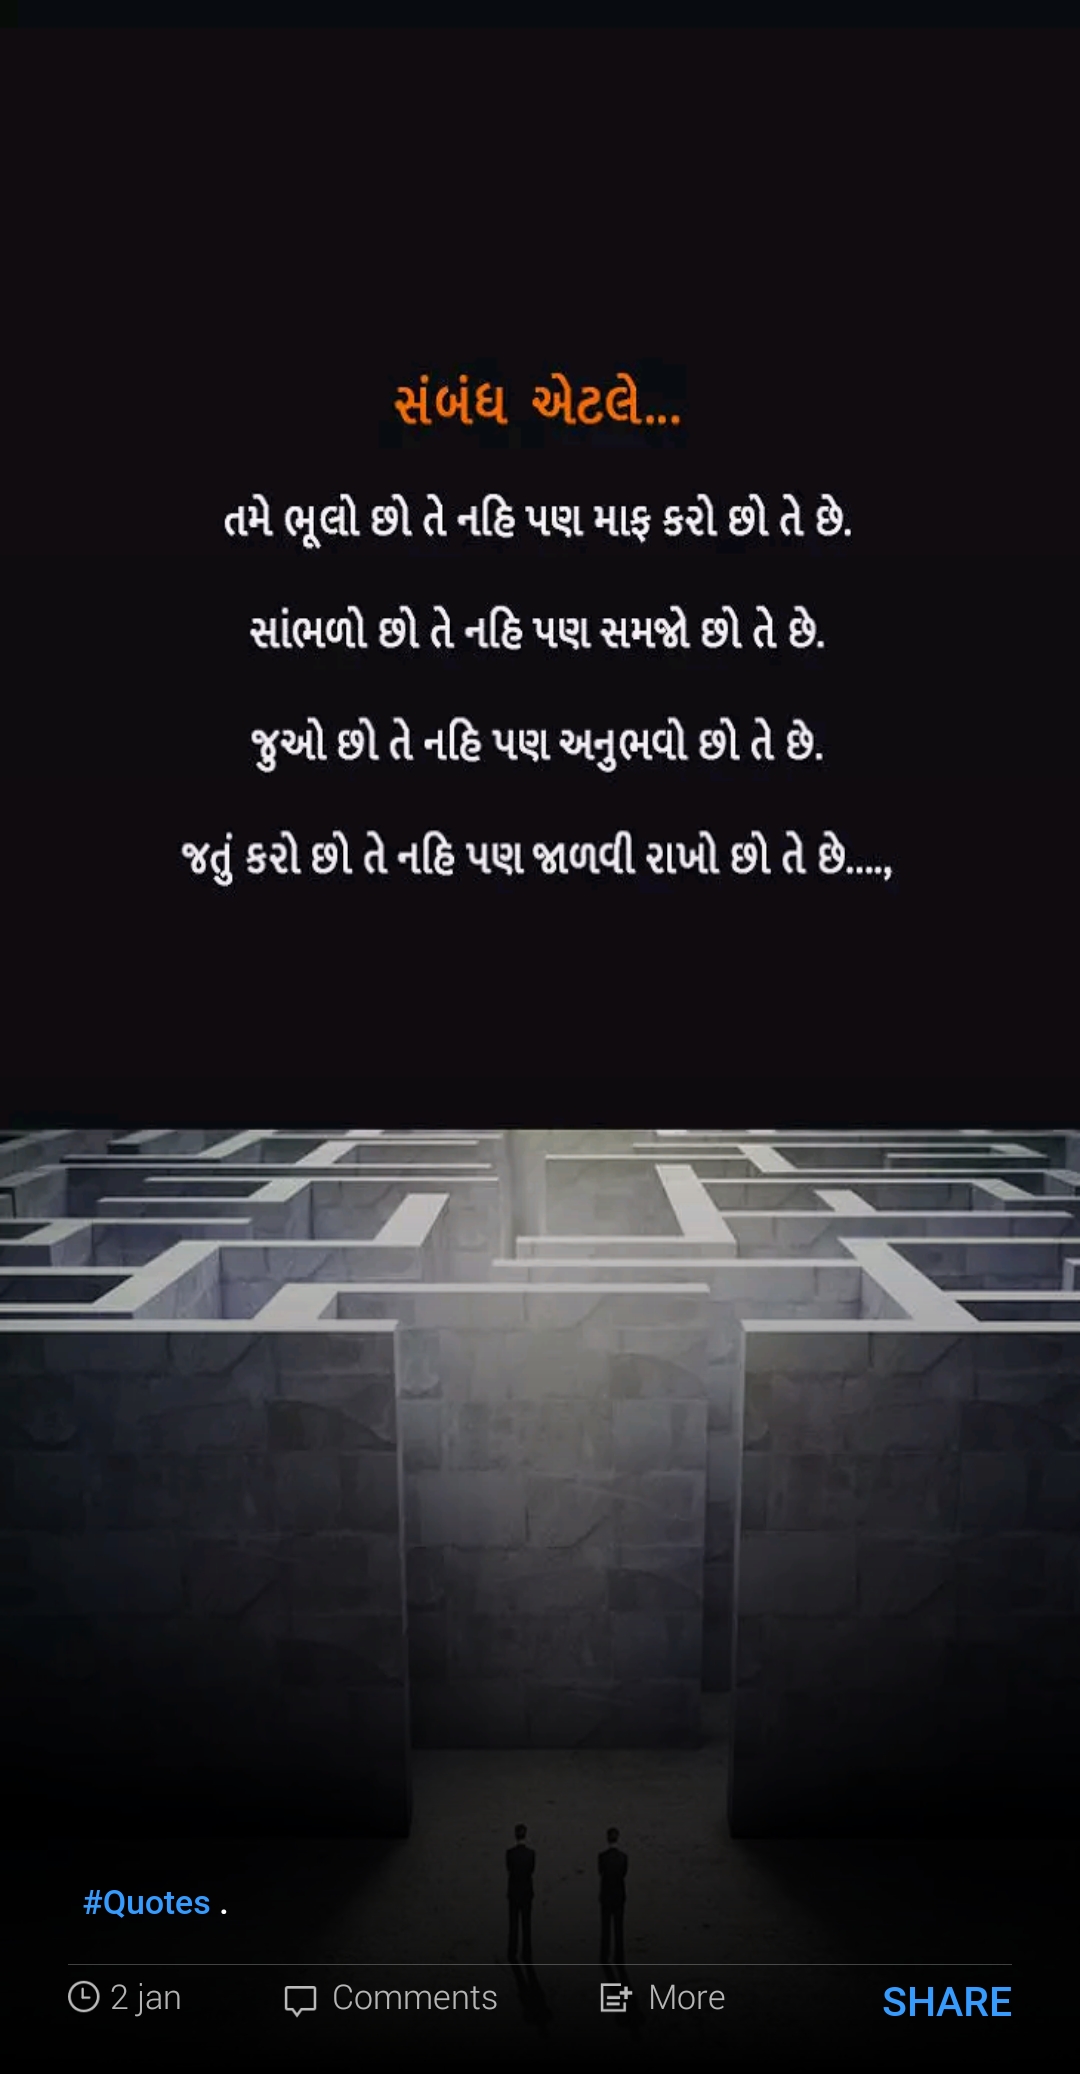 સંબંધ એટલે...
તમે ભૂલો છો તે નહિ પણ માફ કરો છો તે છે.
સાંભળો છો તે નહિ પણ સમજો છો તે છે.
જુઓ છો તે નહિ પણ અનુભવો છો તે છે.
જતું કરો છો તે નહિ પણ જાળવી રાખો છો તે છે....,
#Quotes .
2 jan Comments More SHARE